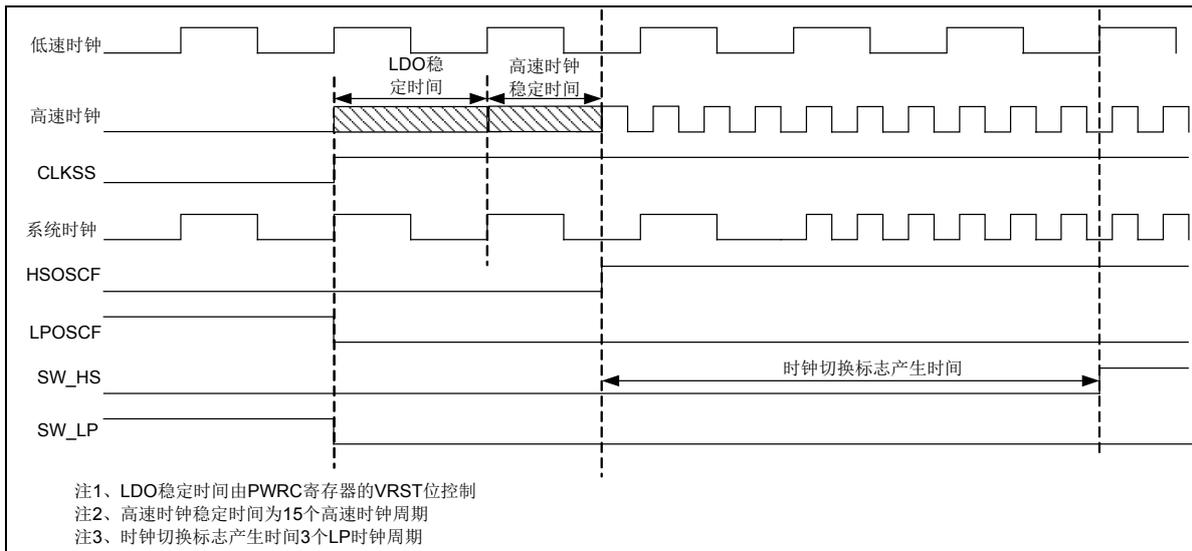 低速时钟
LDO稳
定时间
高速时钟
稳定时间
高速时钟
CLKSS
系统时钟
HSOSCF
LPOSCF
SW_HS
时钟切换标志产生时间
SW_LP
注1、LDO稳定时间由PWRC寄存器的VRST位控制
注2、高速时钟稳定时间为15个高速时钟周期
注3、时钟切换标志产生时间3个LP时钟周期